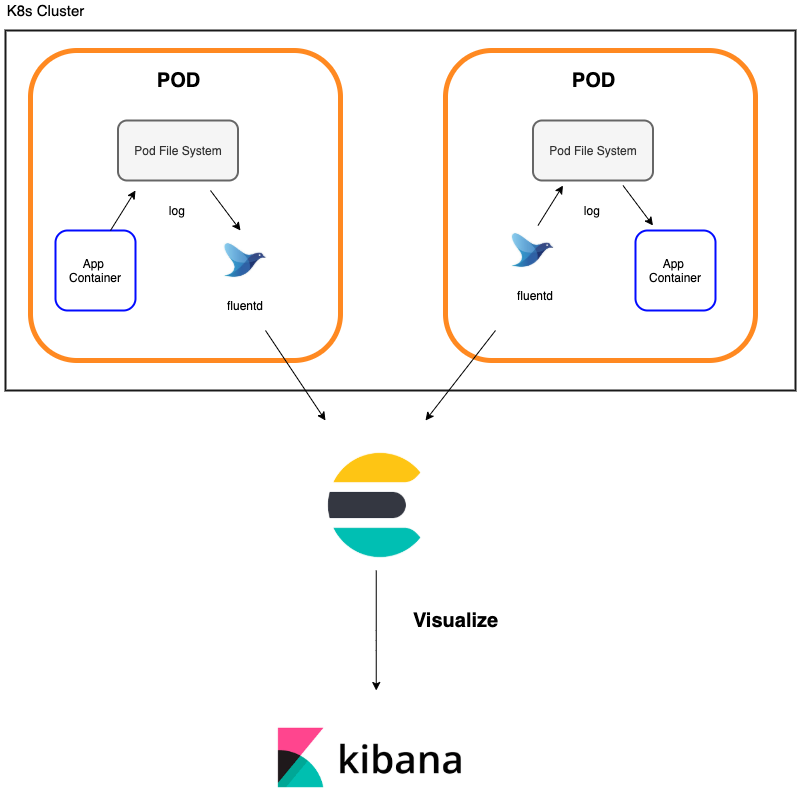 K8s Cluster
POD
POD
Pod File System
Pod File System
log
log
App
Container
fluentd
fluentd
App
Container
Visualize
kibana